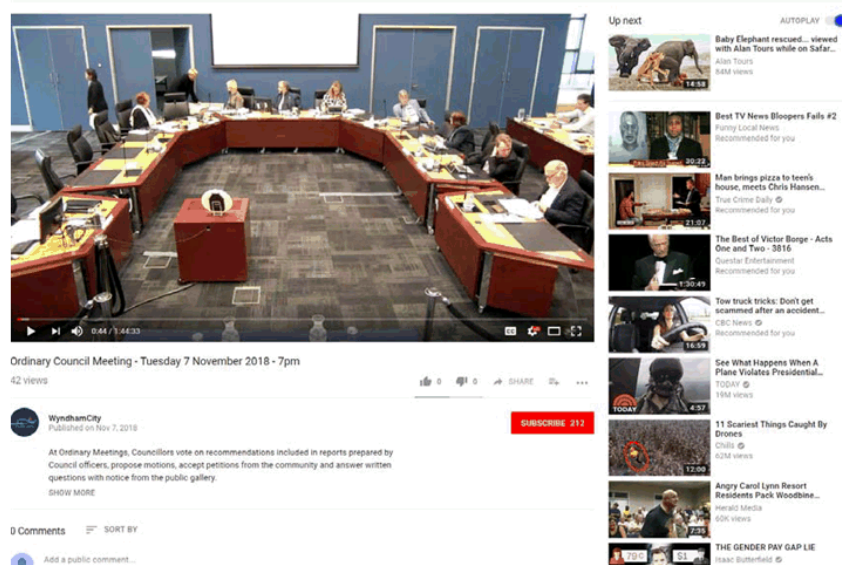 Up next
AUTOPLAY
Baby Elephant rescued... viewed
with Alan Tours while on Safar...
Alan Tours
84M views
14:58
Best TV News Bloopers Fails #2
Funny Local News
Recommended for you
30:22
Man brings pizza to teen's
house, meets Chris Hansen...
True Crime Daily
Recommended for you
21:07
The Best of Victor Borge - Acts
One and Two - 3816
Questar Entertainment
Recommended for you
1:30:49
Tow truck tricks: Don't get
scammed after an accident...
CBC News
Recommended for you
16:59
See What Happens When A
Plane Violates Presidential...
TODAY
19M views
TODAY
4:57
11 Scariest Things Caught By
Drones
Chills
62M views
12:00
Angry Carol Lynn Resort
Residents Pack Woodbine...
Herald Media
60K views
7:35
THE GENDER PAY GAP LIE
Isaac Butterfield
79C
$1
0:44 / 1:44:33
CC
Ordinary Council Meeting - Tuesday 7 November 2018 - 7pm
42 views
0
0
SHARE
WyndhamCity
Published on Nov 7, 2018
SUBSCRIBE 212
At Ordinary Meetings, Councillors vote on recommendations included in reports prepared by
Council officers, propose motions, accept petitions from the community and answer written
questions with notice from the public gallery.
SHOW MORE
0 Comments
SORT BY
Add a public comment...